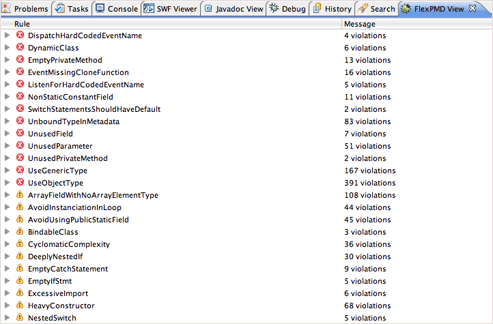 Problems Tasks Console SWF Viewer Javadoc View Debug History Search FlexPMD View
Rule Message
DispatchHardCodedEventName 4 violations
DynamicClass 6 violations
EmptyPrivateMethod 13 violations
EventMissingCloneFunction 16 violations
ListenForHardCodedEventName 5 violations
NonStaticConstantField 11 violations
SwitchStatementsShouldHaveDefault 2 violations
UnboundTypeInMetadata 83 violations
UnusedField 7 violations
UnusedParameter 51 violations
UnusedPrivateMethod 2 violations
UseGenericType 167 violations
UseObjectType 391 violations
ArrayFieldWithNoArrayElementType 108 violations
AvoidInstanciationInLoop 44 violations
AvoidUsingPublicStaticField 45 violations
BindableClass 3 violations
CyclomaticComplexity 36 violations
DeeplyNestedIf 30 violations
EmptyCatchStatement 9 violations
EmptyIfStmt 5 violations
ExcessiveImport 6 violations
HeavyConstructor 68 violations
NestedSwitch 5 violations